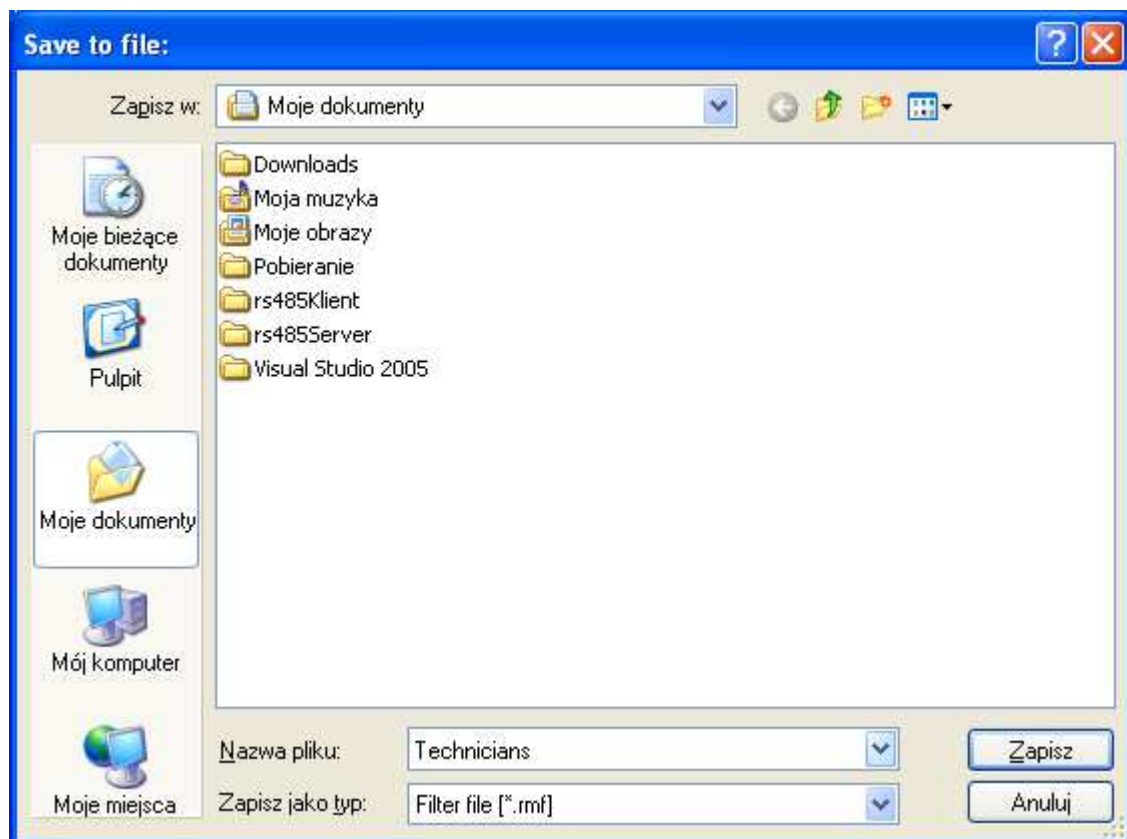 Save to file:
Zapisz w:
Moje dokumenty
Downloads
Moja muzyka
Moje obrazy
Pobieranie
rs485Klient
rs485Server
Visual Studio 2005
Moje bieżące
dokumenty
Pulpit
Moje dokumenty
Mój komputer
Moje miejsca
Nazwa pliku:
Technicians
Zapisz
Zapisz jako typ:
Filter file [*.rmf]
Anuluj